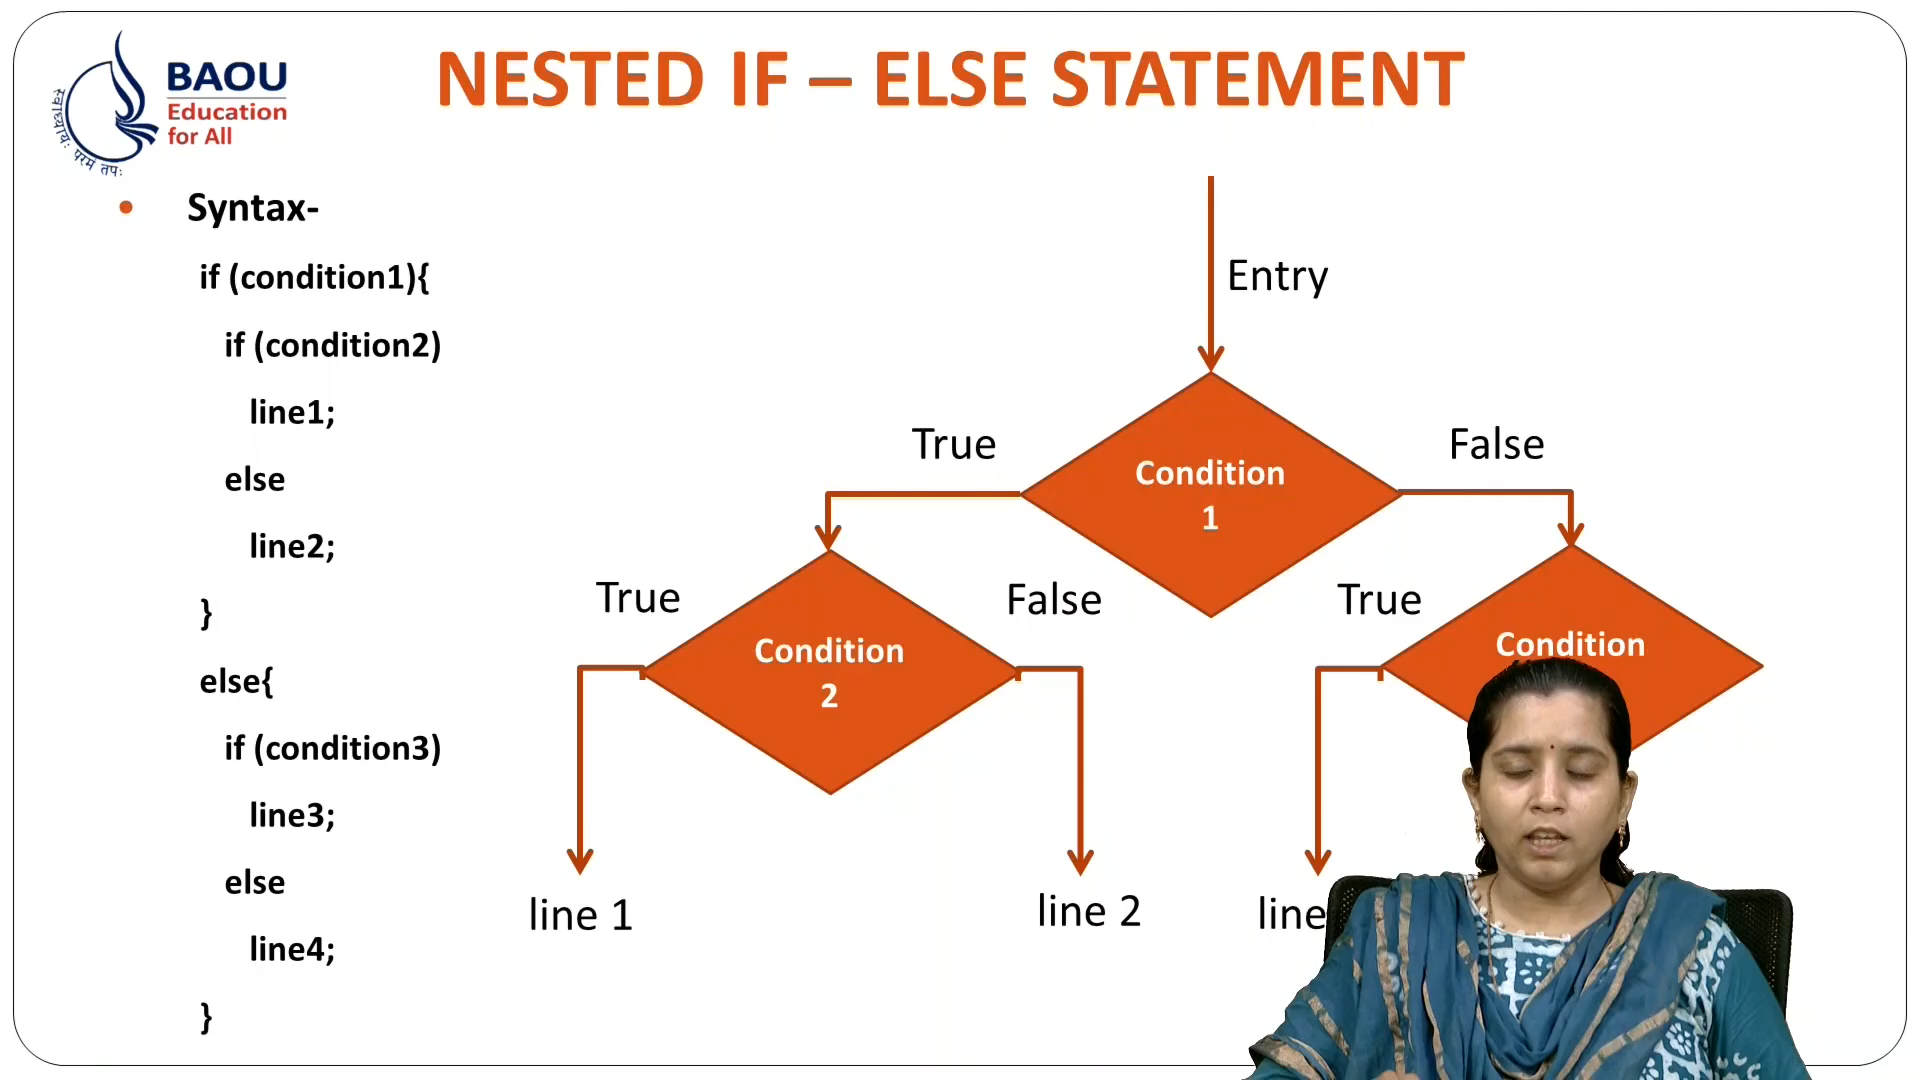 BAOU
Education
for All
स्वाध्यायः परमं तपः
NESTED IF – ELSE STATEMENT
• Syntax-
if (condition1){
if (condition2)
line1;
else
line2;
}
else{
if (condition3)
line3;
else
line4;
}
Entry
True
False
Condition
1
True
False
True
Condition
2
Condition
line 1
line 2
line